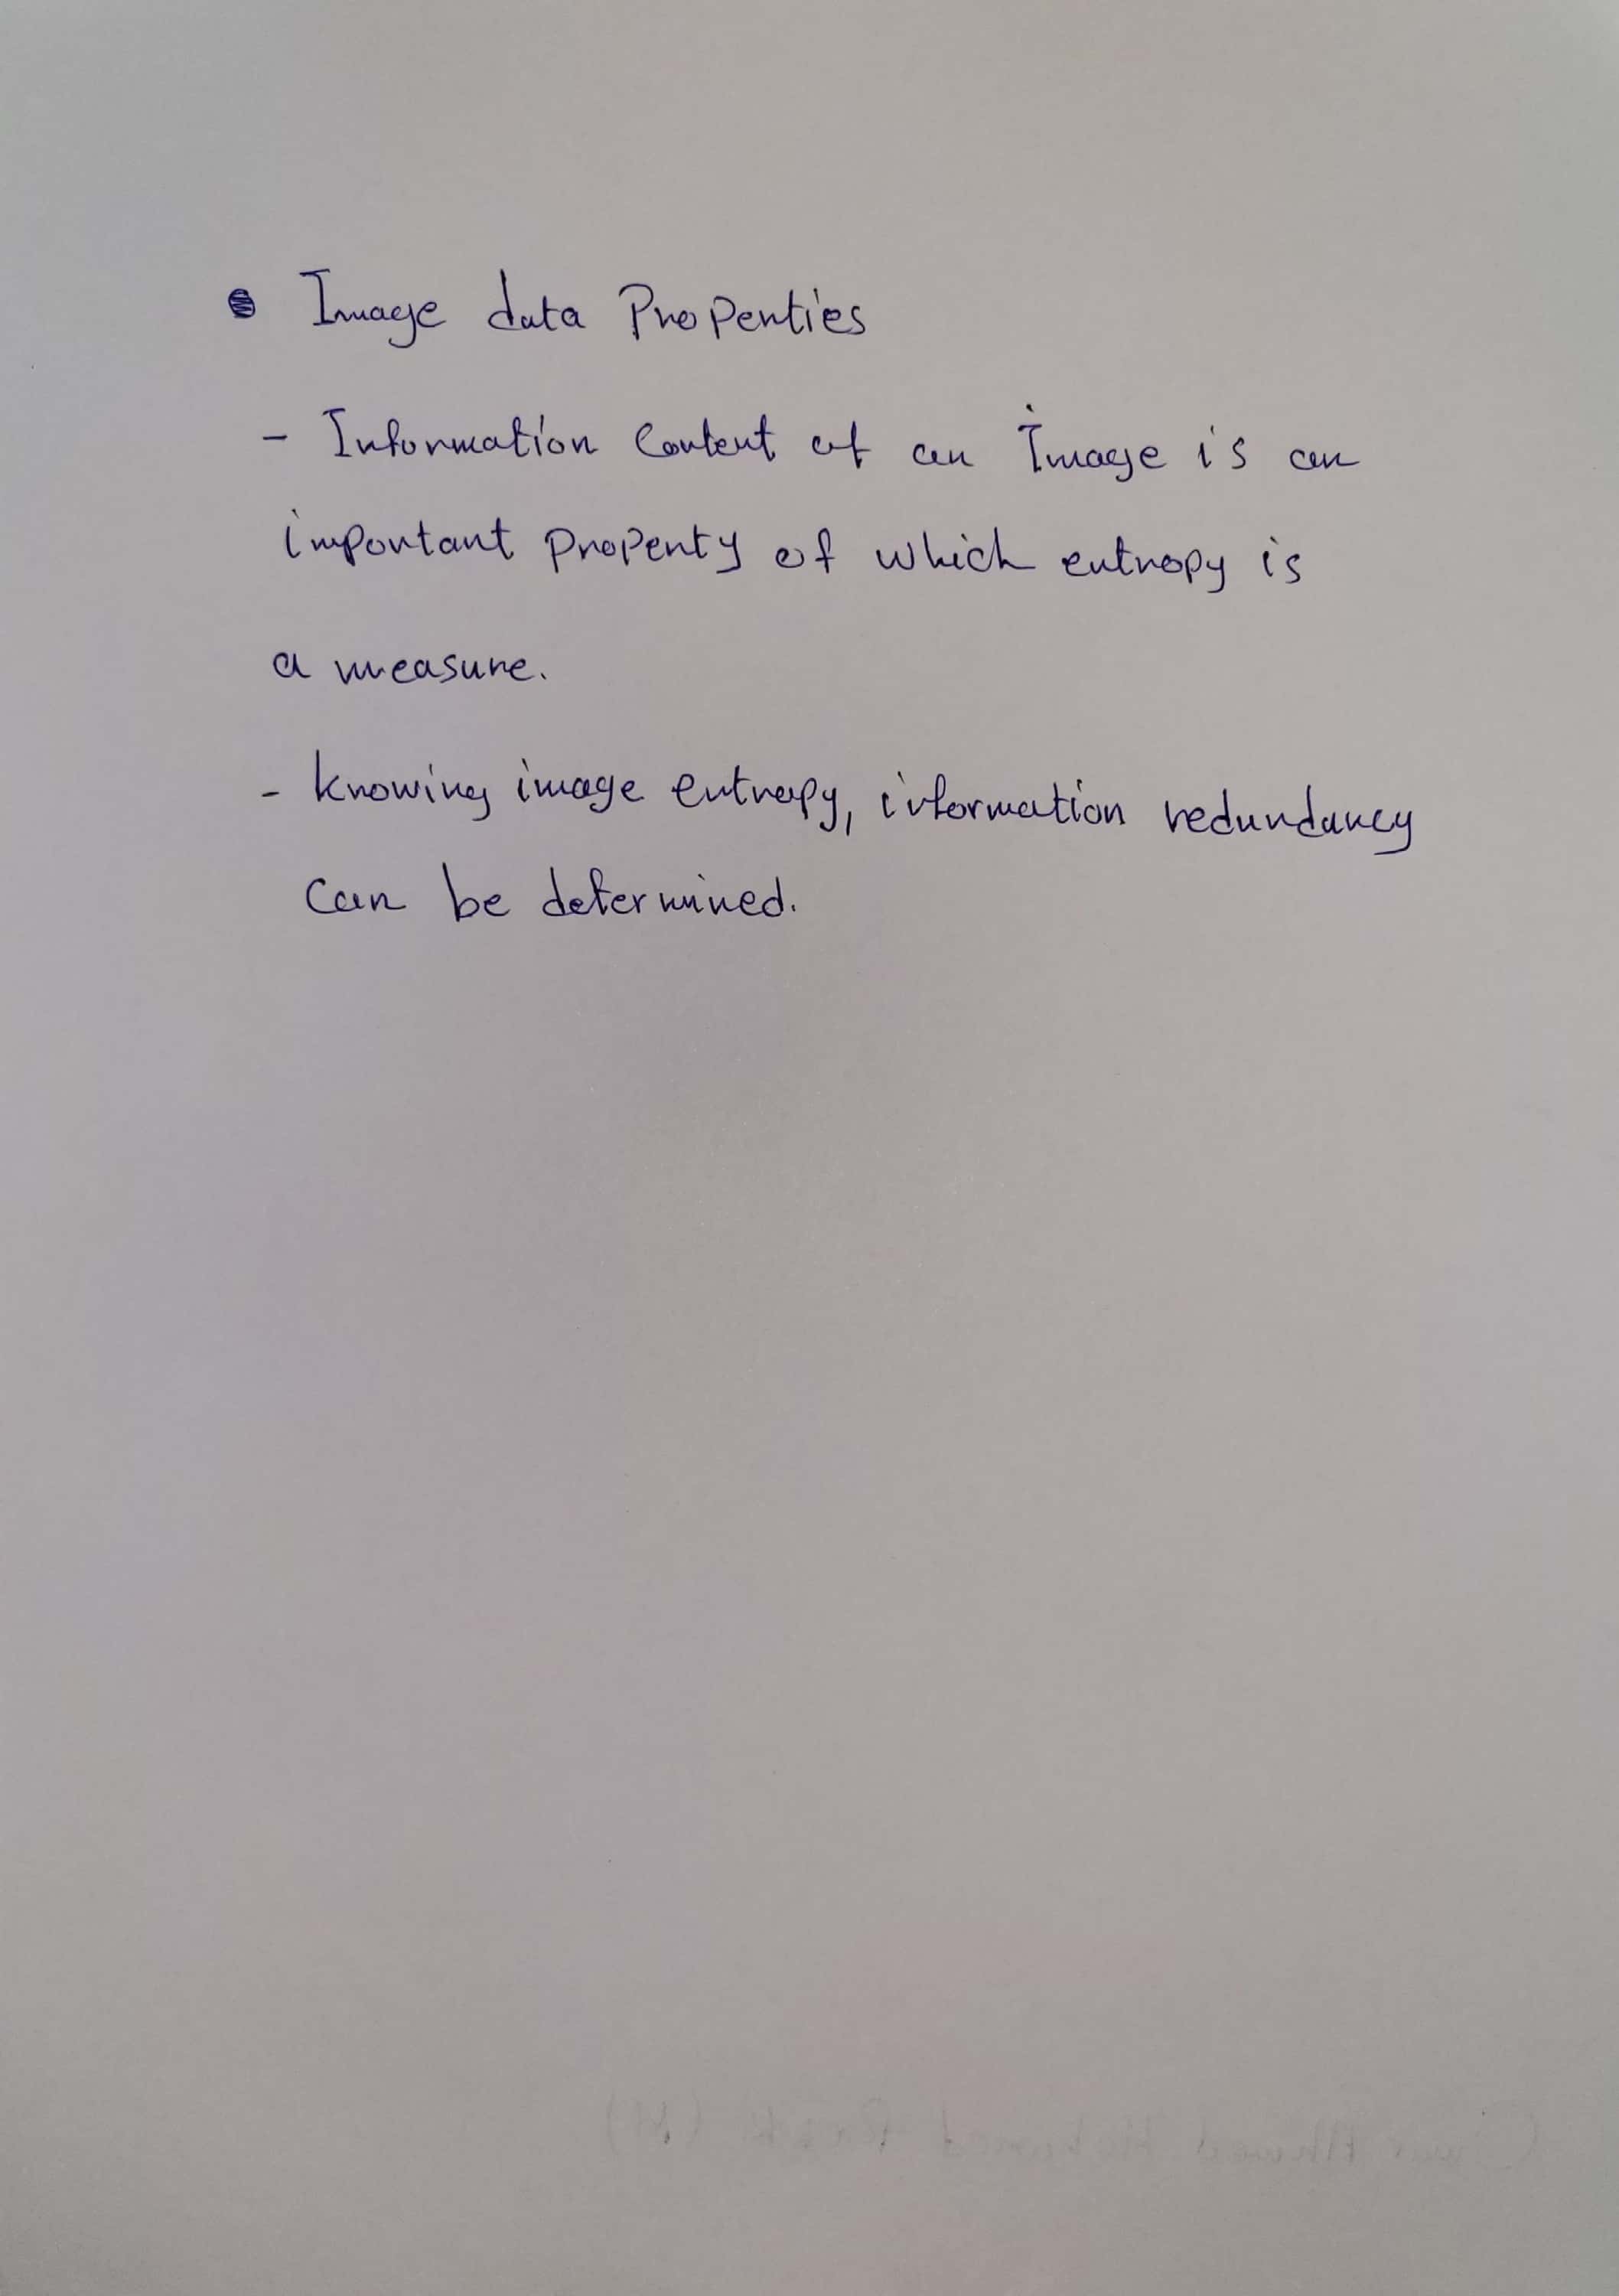 • Image data Properties
- Information Content of an Image is an
important property of which entropy is
a measure.
- knowing image entropy, information redundancy
can be determined.